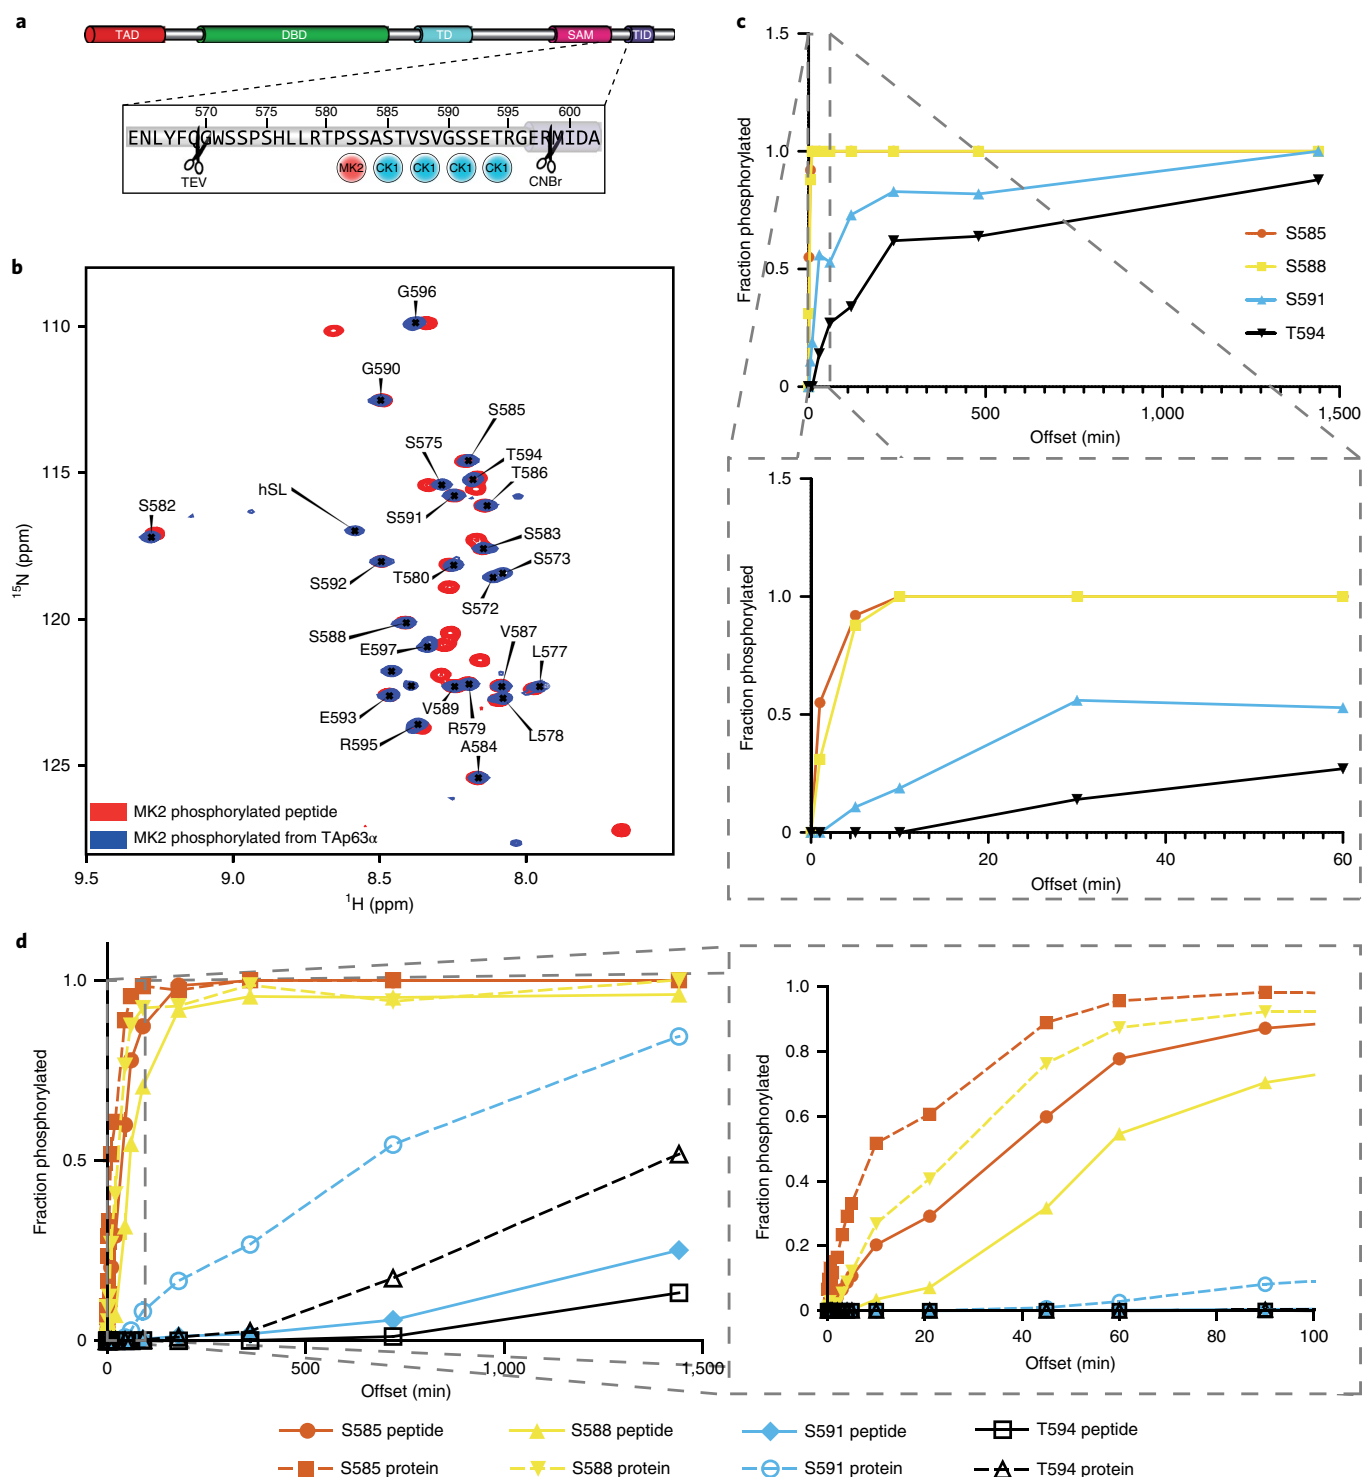 a
TAD
DBD
TD
SAM
TID
570 575 580 585 590 595 600
ENLYFQGWSSPSHLLRTPSSASTVSVGSSETRGERMIDA
MK2 CK1 CK1 CK1 CK1
TEV
CNBr
b
110
115
120
125
15N (ppm)
9.5 9.0 8.5 8.0
1H (ppm)
G596
G590
S585
S575
T594
T586
hSL
S582
S591
S583
S592
T580
S573
S572
S588
V587
E597
L577
E593
V589
R579
L578
R595
A584
MK2 phosphorylated peptide
MK2 phosphorylated from TAp63α
c
1.5
1.0
0.5
0
Fraction phosphorylated
0 500 1,000 1,500
Offset (min)
S585
S588
S591
T594
1.5
1.0
0.5
0
Fraction phosphorylated
0 20 40 60
Offset (min)
d
1.0
0.5
0
Fraction phosphorylated
0 500 1,000 1,500
Offset (min)
1.0
0.8
0.6
0.4
0.2
0
Fraction phosphorylated
0 20 40 60 80 100
Offset (min)
S585 peptide S588 peptide S591 peptide T594 peptide
S585 protein S588 protein S591 protein T594 protein